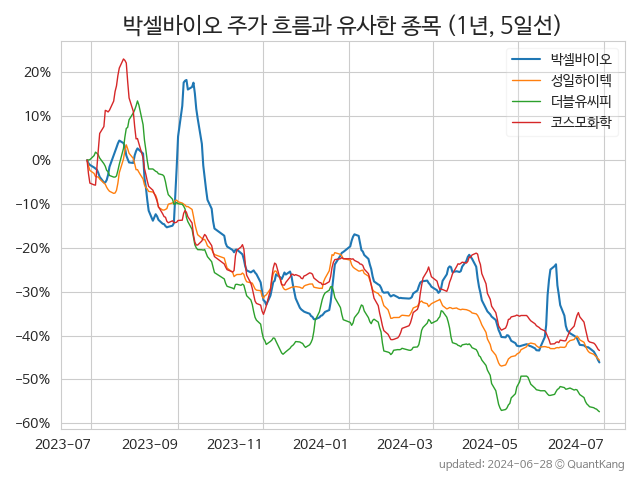 박셀바이오 주가 흐름과 유사한 종목 (1년, 5일선)
박셀바이오
성일하이텍
더블유씨피
코스모화학
20%
10%
0%
−10%
−20%
−30%
−40%
−50%
−60%
2023-07 2023-09 2023-11 2024-01 2024-03 2024-05 2024-07
updated: 2024-06-28 © QuantKang